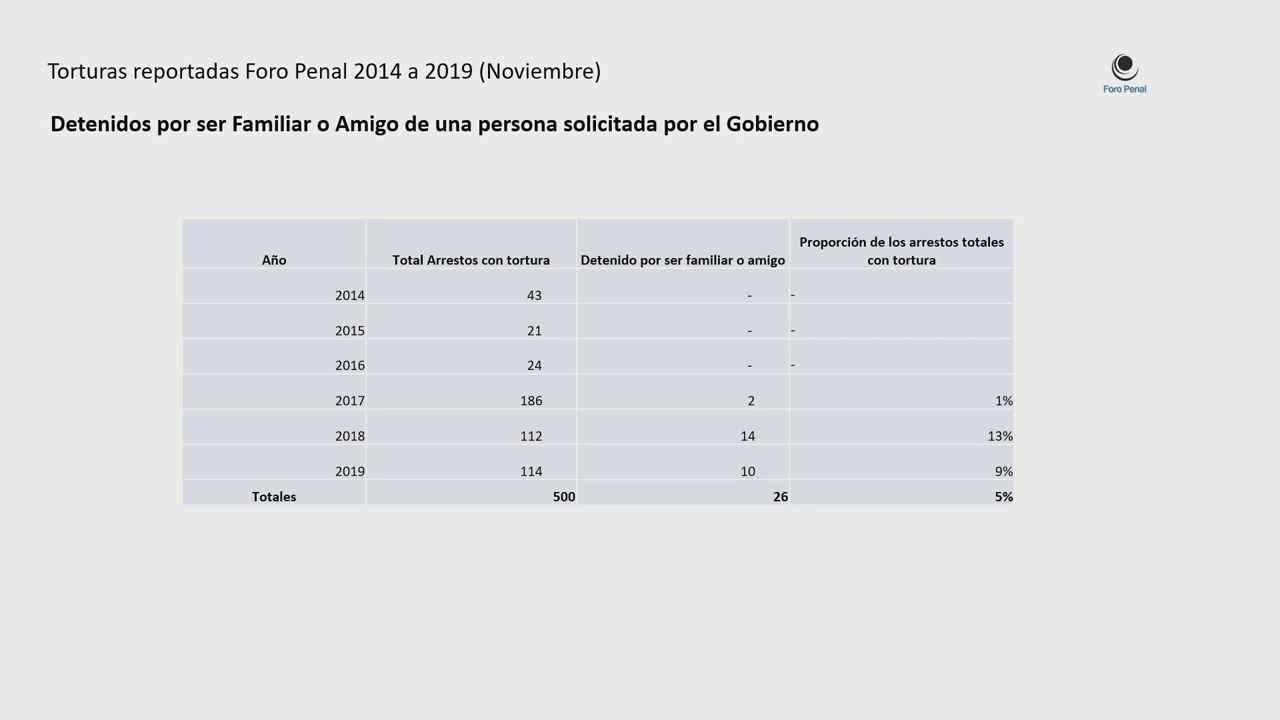 Torturas reportadas Foro Penal 2014 a 2019 (Noviembre)
Foro Penal
Detenidos por ser Familiar o Amigo de una persona solicitada por el Gobierno
Año Total Arrestos con tortura Detenido por ser familiar o amigo Proporción de los arrestos totales
con tortura
2014 43 - -
2015 21 - -
2016 24 - -
2017 186 2 1%
2018 112 14 13%
2019 114 10 9%
Totales 500 26 5%